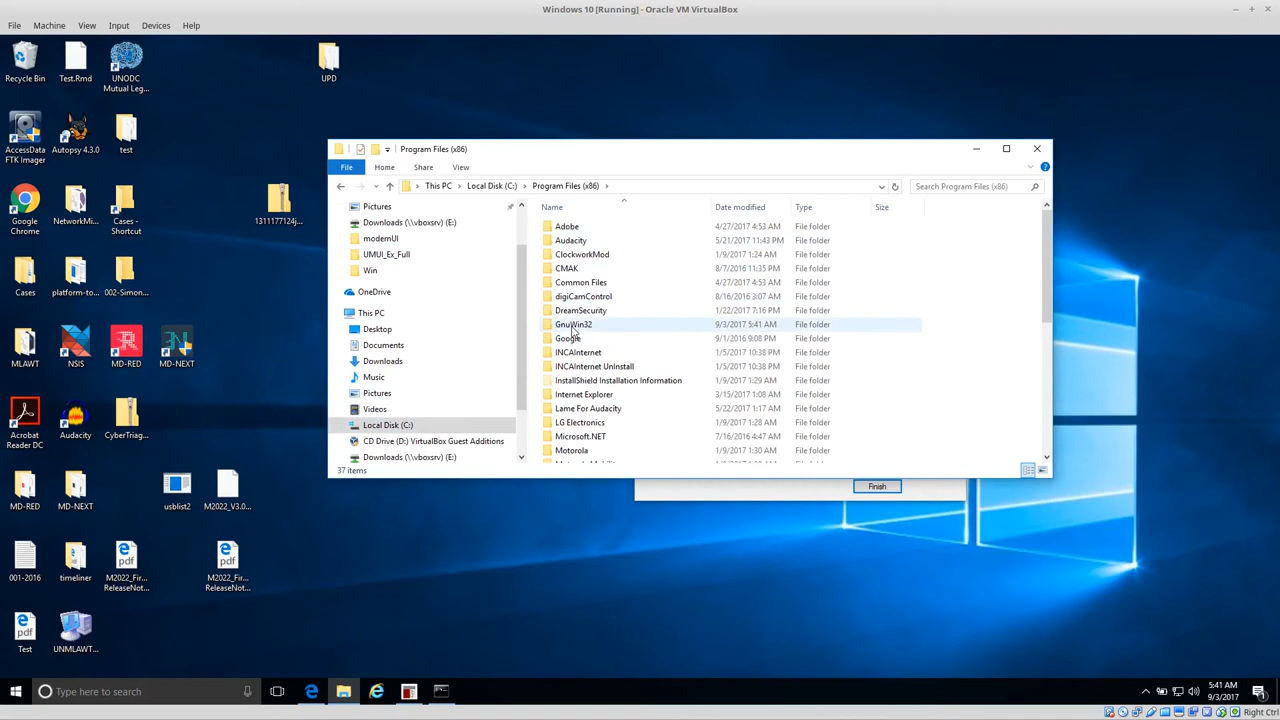 Windows 10 [Running] - Oracle VM VirtualBox
File Machine View Input Devices Help
Recycle Bin
Test.Rmd
UNODC
Mutual Leg...
UPD
AccessData
FTK Imager
Autopsy 4.3.0
test
Google
Chrome
NetworkMi...
Cases -
Shortcut
1311177124j...
Cases
platform-to...
002-Simon...
MLAWT
NSIS
MD-RED
MD-NEXT
Acrobat
Reader DC
Audacity
CyberTriag...
MD-RED
MD-NEXT
usblist2
M2022_V3.0...
001-2016
timeliner
M2022_Fir...
ReleaseNot...
M2022_Fir...
ReleaseNot...
Test
UNMLAWT...
Program Files (x86)
File Home Share View
This PC > Local Disk (C:) > Program Files (x86) >
Search Program Files (x86)
Pictures
Downloads (\\vboxsrv) (E:)
modernUI
UMUI_Ex_Full
Win
OneDrive
This PC
Desktop
Documents
Downloads
Music
Pictures
Videos
Local Disk (C:)
CD Drive (D:) VirtualBox Guest Additions
Downloads (\\vboxsrv) (E:)
Name Date modified Type Size
Adobe 4/27/2017 4:53 AM File folder
Audacity 5/21/2017 11:43 PM File folder
ClockworkMod 1/9/2017 1:24 AM File folder
CMAK 8/7/2016 11:35 PM File folder
Common Files 4/27/2017 4:53 AM File folder
digiCamControl 8/16/2016 3:07 AM File folder
DreamSecurity 1/22/2017 7:16 PM File folder
GnuWin32 9/3/2017 5:41 AM File folder
Google 9/1/2016 9:08 PM File folder
INCAInternet 1/5/2017 10:38 PM File folder
INCAInternet UnInstall 1/5/2017 10:38 PM File folder
InstallShield Installation Information 1/9/2017 1:29 AM File folder
Internet Explorer 3/15/2017 1:08 AM File folder
Lame For Audacity 5/22/2017 1:17 AM File folder
LG Electronics 1/9/2017 1:28 AM File folder
Microsoft.NET 7/16/2016 4:47 AM File folder
Motorola 1/9/2017 1:30 AM File folder
37 items
Finish
Type here to search
5:41 AM
9/3/2017
1
Right Ctrl